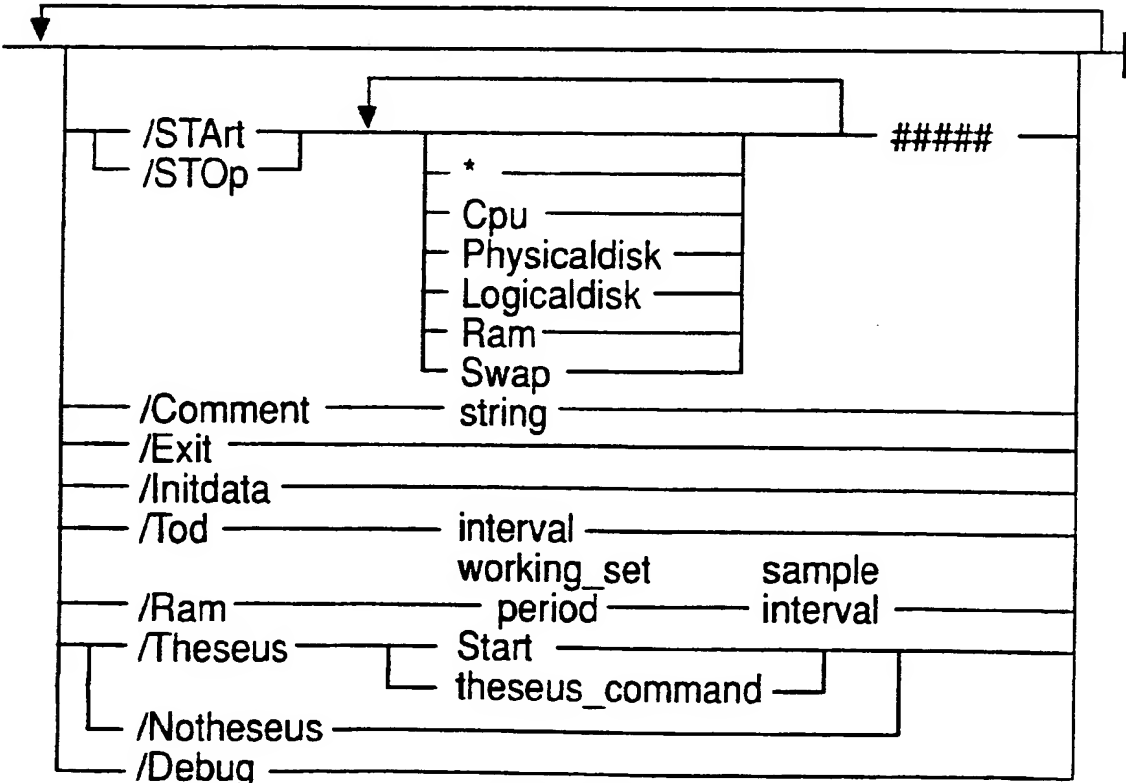 /STArt #####
/STOp
*
Cpu
Physicaldisk
Logicaldisk
Ram
Swap
/Comment string
/Exit
/Initdata
/Tod interval
working_set sample
/Ram period interval
/Theseus Start
theseus_command
/Notheseus
/Debug